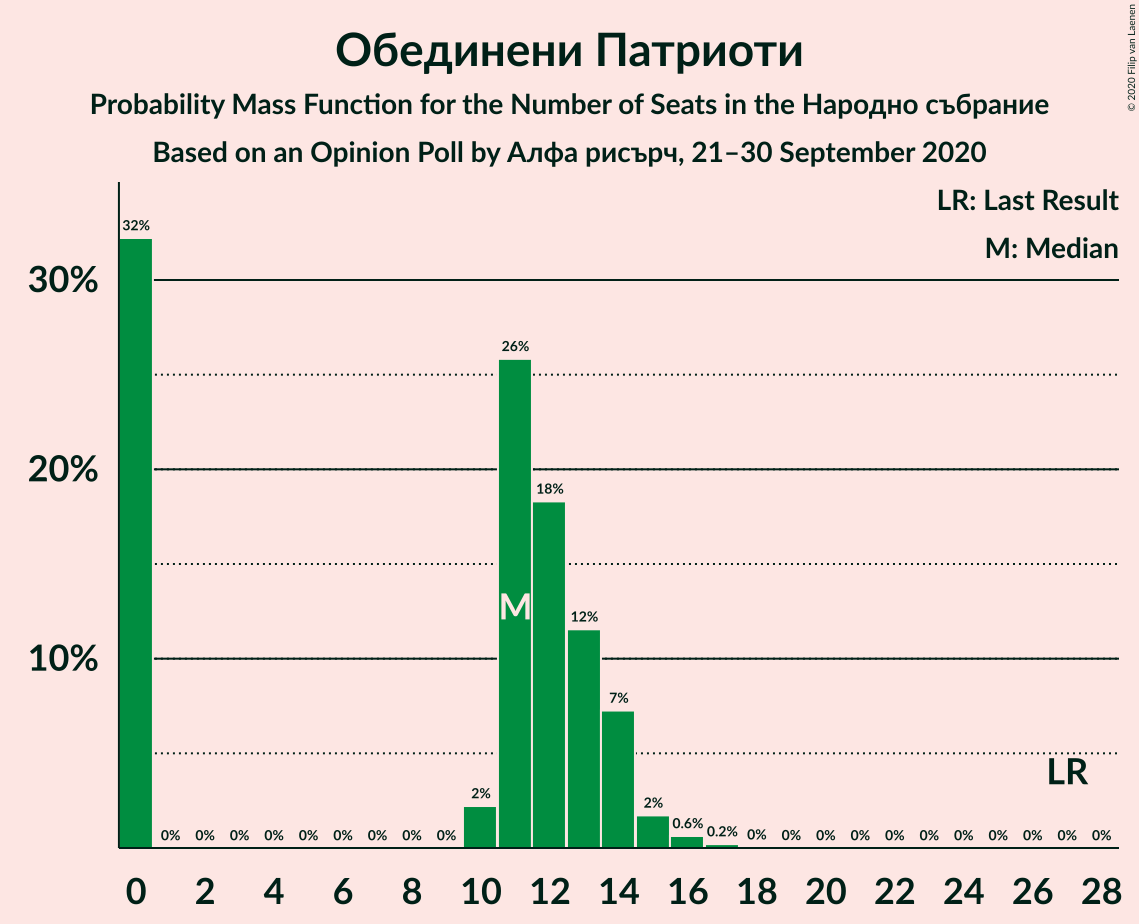 Обединени Патриоти
Probability Mass Function for the Number of Seats in the Народно събрание
Based on an Opinion Poll by Алфа рисърч, 21–30 September 2020
© 2020 Filip van Laenen
LR: Last Result
M: Median
32%
30%
26%
20%
18%
M
12%
10%
7%
LR
2%
2%
0.6%
0.2%
0% 0% 0% 0% 0% 0% 0% 0% 0% 0% 0% 0% 0% 0% 0% 0% 0% 0% 0% 0%
0 2 4 6 8 10 12 14 16 18 20 22 24 26 28